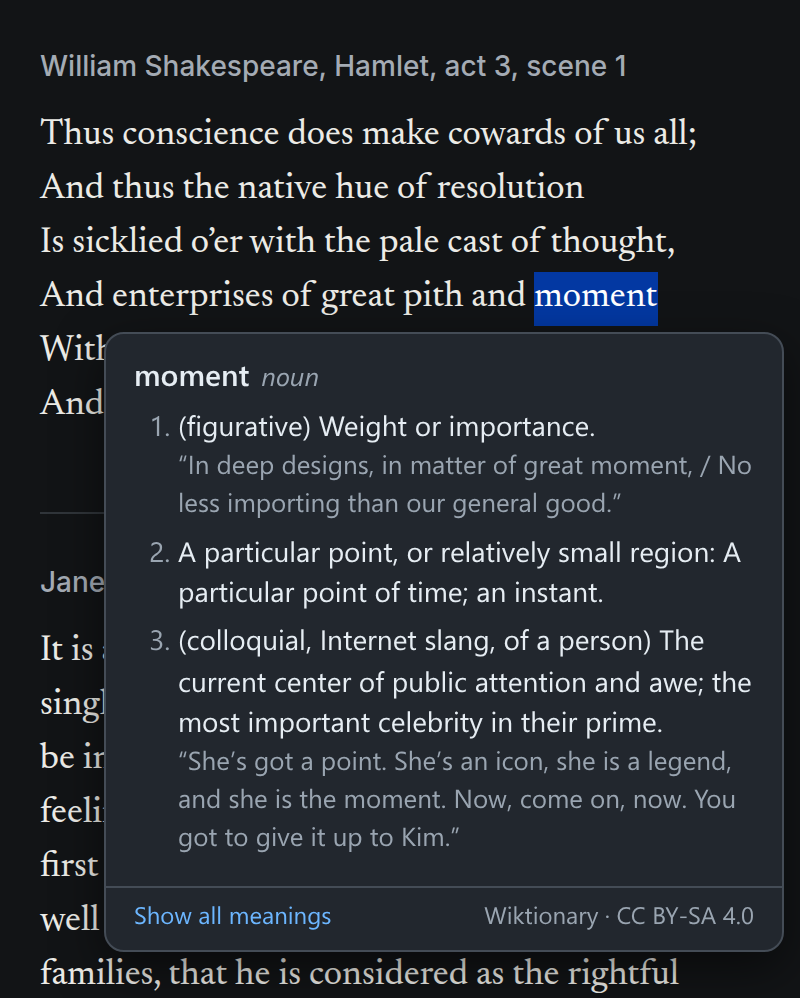 William Shakespeare, Hamlet, act 3, scene 1
Thus conscience does make cowards of us all;
And thus the native hue of resolution
Is sicklied o’er with the pale cast of thought,
And enterprises of great pith and moment
With
And
moment noun
1. (figurative) Weight or importance.
“In deep designs, in matter of great moment, / No
less importing than our general good.”
2. A particular point, or relatively small region: A
particular point of time; an instant.
3. (colloquial, Internet slang, of a person) The
current center of public attention and awe; the
most important celebrity in their prime.
“She’s got a point. She’s an icon, she is a legend,
and she is the moment. Now, come on, now. You
got to give it up to Kim.”
Show all meanings
Wiktionary · CC BY-SA 4.0
Jane
It is
be in
first
well
families, that he is considered as the rightful